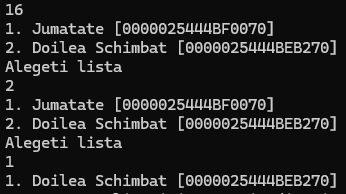 16
1. Jumatate [0000025444BF0070]
2. Doilea Schimbat [0000025444BEB270]
Alegeti lista
2
1. Jumatate [0000025444BF0070]
2. Doilea Schimbat [0000025444BEB270]
Alegeti lista
1
1. Doilea Schimbat [0000025444BEB270]